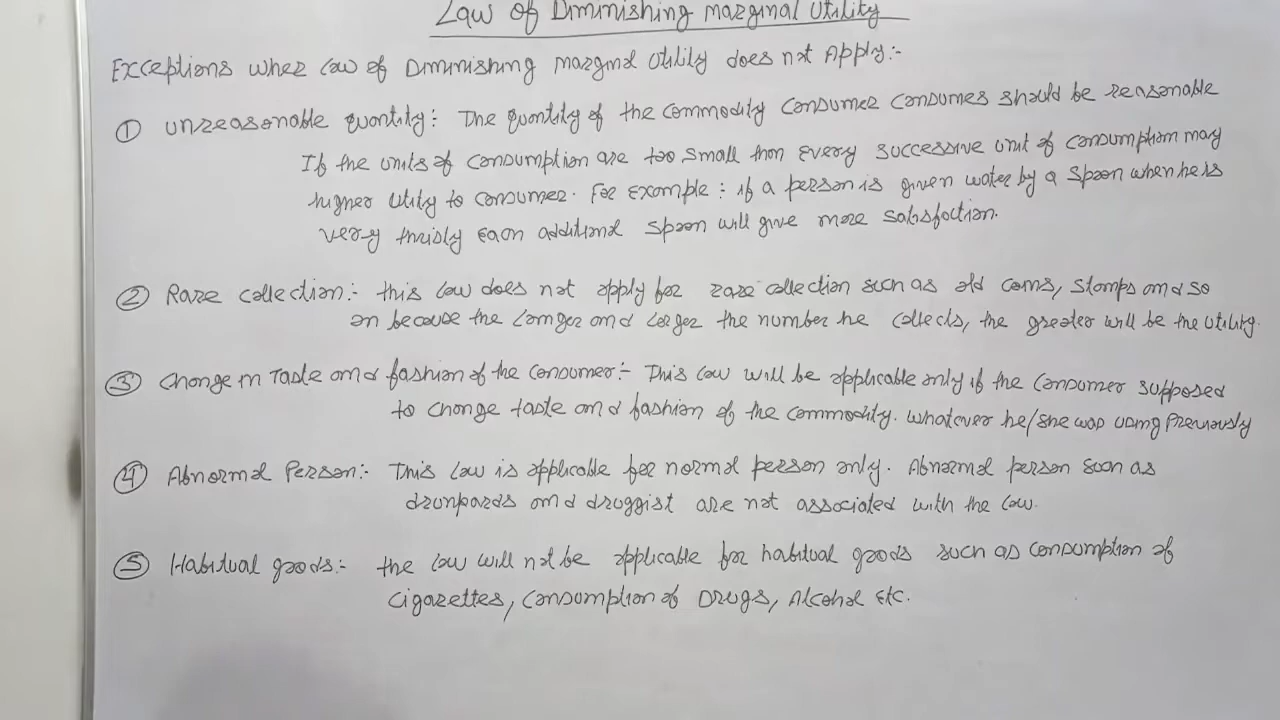 Law of Diminishing Marginal Utility
Exceptions wher Law of Diminishing Marginal Utility does not Apply:-
① unreasonable quantity: The quantity of the commodity consumer consumes should be reasonable
If the units of consumption are too small than every successive unit of consumption may
higher utility to consumer. For Example: if a person is given water by a spoon when he is
very thristy Each additional spoon will give more satisfaction.
② Rare collection:- this Law does not apply for rare collection such as old coins, stamps and so
on because the Larger and Larger the number he collects, the greater will be the utility.
③ Change in Taste and fashion of the consumer:- This Law will be applicable only if the Consumer supposed
to change taste and fashion of the commodity. Whatever he/she was using Previously
④ Abnormal Person:- This Law is applicable for normal person only. Abnormal person such as
drunkards and druggist are not associated with the Law.
⑤ Habitual goods:- the Law will not be applicable for habitual goods such as consumption of
Cigarettes, Consumption of Drugs, Alcohol Etc.